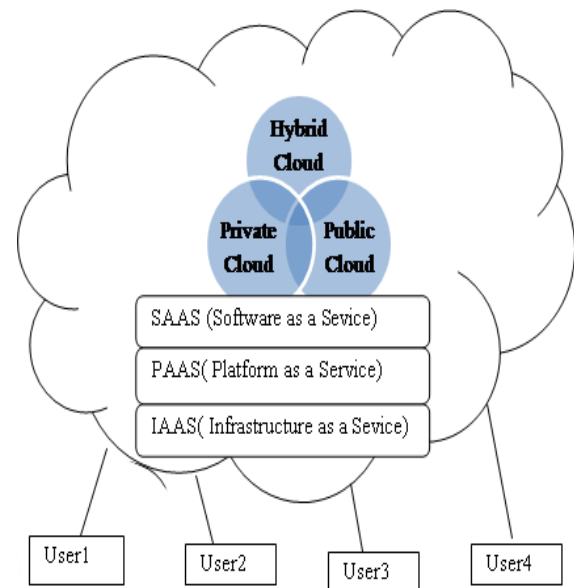 Hybrid
Cloud
Private
Cloud
Public
Cloud
SAAS (Software as a Sevice)
PAAS( Platform as a Service)
IAAS( Infrastructure as a Sevice)
User1
User2
User3
User4